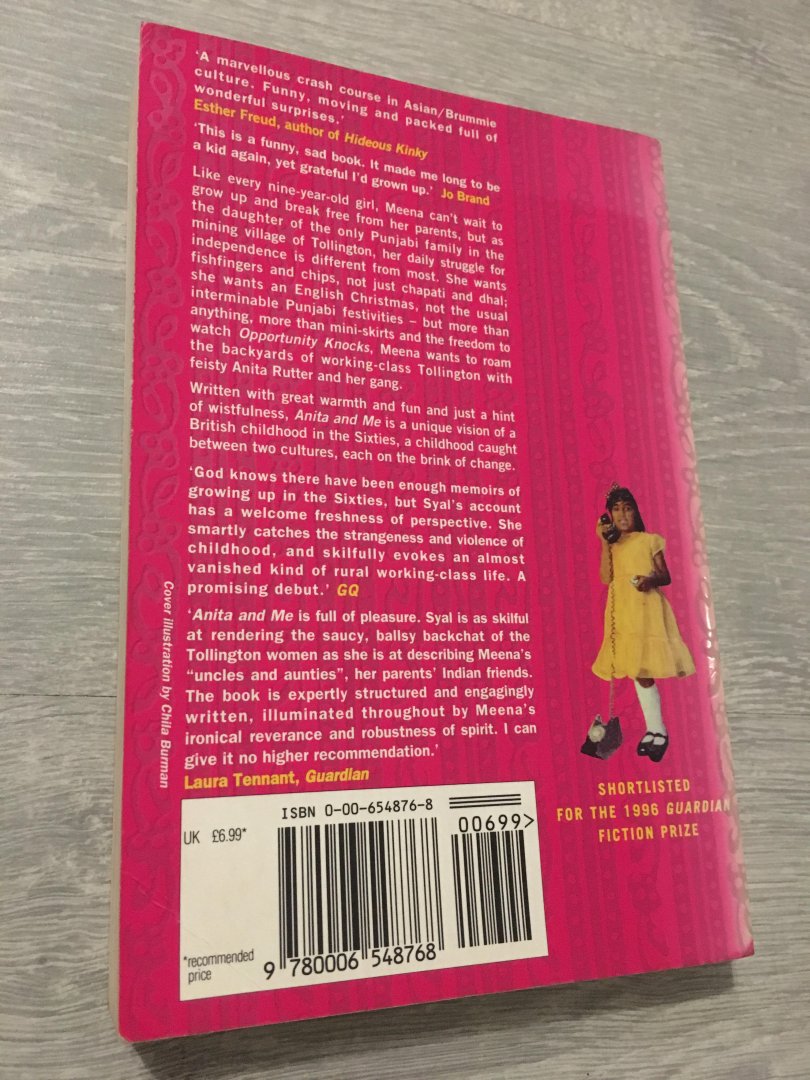 ‘A marvellous crash course in Asian/Brummie
culture. Funny, moving and packed full of
wonderful surprises.’
Esther Freud, author of Hideous Kinky
‘This is a funny, sad book. It made me long to be
a kid again, yet grateful I’d grown up.’ Jo Brand
Like every nine-year-old girl, Meena can’t wait to
grow up and break free from her parents, but as
the daughter of the only Punjabi family in the
mining village of Tollington, her daily struggle for
independence is different from most. She wants
fishfingers and chips, not just chapati and dhal;
she wants an English Christmas, not the usual
interminable Punjabi festivities – but more than
anything, more than mini-skirts and the freedom to
watch Opportunity Knocks, Meena wants to roam
the backyards of working-class Tollington with
feisty Anita Rutter and her gang.
Written with great warmth and fun and just a hint
of wistfulness, Anita and Me is a unique vision of a
British childhood in the Sixties, a childhood caught
between two cultures, each on the brink of change.
‘God knows there have been enough memoirs of
growing up in the Sixties, but Syal’s account
has a welcome freshness of perspective. She
smartly catches the strangeness and violence of
childhood, and skilfully evokes an almost
vanished kind of rural working-class life. A
promising debut.’ GQ
‘Anita and Me is full of pleasure. Syal is as skilful
at rendering the saucy, ballsy backchat of the
Tollington women as she is at describing Meena’s
“uncles and aunties”, her parents’ Indian friends.
The book is expertly structured and engagingly
written, illuminated throughout by Meena’s
ironical reverance and robustness of spirit. I can
give it no higher recommendation.’
Laura Tennant, Guardian
Cover illustration by Chila Burman
SHORTLISTED
FOR THE 1996 GUARDIAN
FICTION PRIZE
ISBN 0-00-654876-8
00699>
UK £6.99*
*recommended
price
9 780006 548768